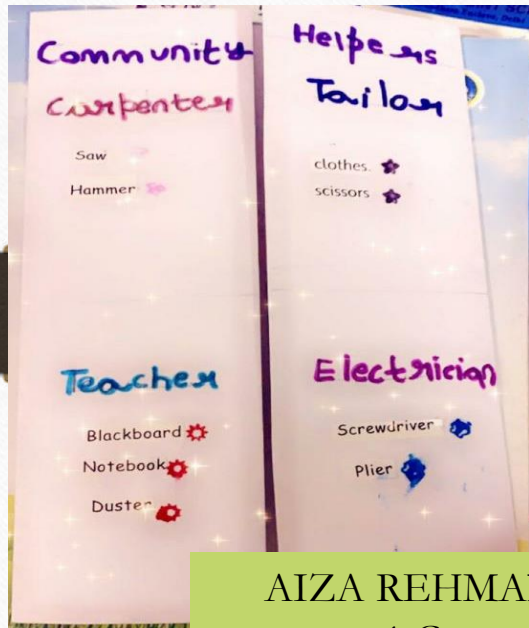 Community Helpers
Carpenter
Saw
Hammer
Tailor
clothes.
scissors
Teacher
Blackboard
Notebook
Duster
Electrician
Screwdriver
Plier
AIZA REHMA